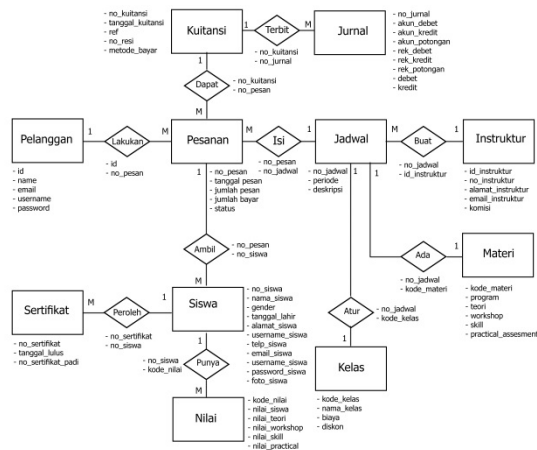 Kuitansi
- no_kuitansi
- tanggal_kuitansi
- ref
- no_resi
- metode_bayar
1
Terbit
M
- no_kuitansi
- no_jurnal
Jurnal
- no_jurnal
- akun_debet
- akun_kredit
- akun_potongan
- rek_debet
- rek_kredit
- rek_potongan
- debet
- kredit
1
Dapat
- no_kuitansi
- no_pesan
M
Pelanggan
- id
- name
- email
- username
- password
1
Lakukan
M
- id
- no_pesan
Pesanan
- no_pesan
- tanggal pesan
- jumlah pesan
- jumlah bayar
- status
M
Isi
1
- no_pesan
- no_jadwal
Jadwal
- no_jadwal
- periode
- deskripsi
M
Buat
1
- no_jadwal
- id_instruktur
Instruktur
- id_instruktur
- no_instruktur
- alamat_instruktur
- email_instruktur
- komisi
1
Ambil
- no_pesan
- no_siswa
M
1
1
Ada
1
- no_jadwal
- kode_materi
Materi
- kode_materi
- program
- teori
- workshop
- skill
- practical_assesment
Sertifikat
- no_sertifikat
- tanggal_lulus
- no_sertifikat_padi
M
Peroleh
1
- no_sertifikat
- no_siswa
Siswa
- no_siswa
- nama_siswa
- gender
- tanggal_lahir
- alamat_siswa
- username_siswa
- telp_siswa
- email_siswa
- username_siswa
- password_siswa
- foto_siswa
Atur
- no_jadwal
- kode_kelas
1
Kelas
- kode_kelas
- nama_kelas
- biaya
- diskon
1
Punya
- no_siswa
- kode_nilai
M
Nilai
- kode_nilai
- nilai_siswa
- nilai_teori
- nilai_workshop
- nilai_skill
- nilai_practical